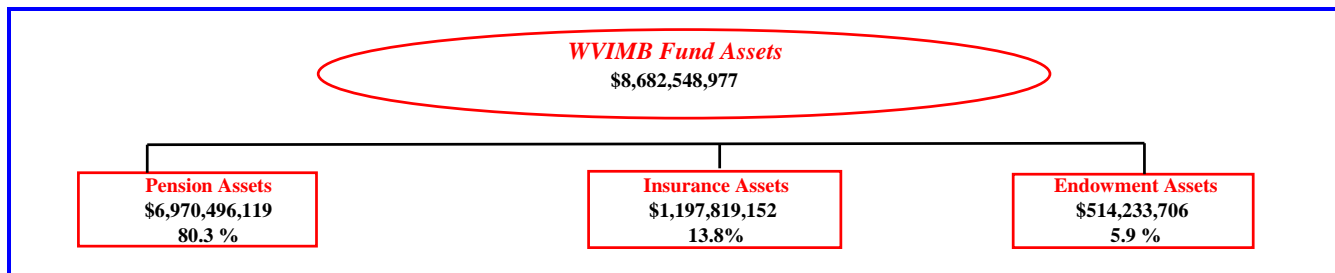 WVIMB Fund Assets
$8,682,548,977
Pension Assets
$6,970,496,119
80.3 %
Insurance Assets
$1,197,819,152
13.8%
Endowment Assets
$514,233,706
5.9 %